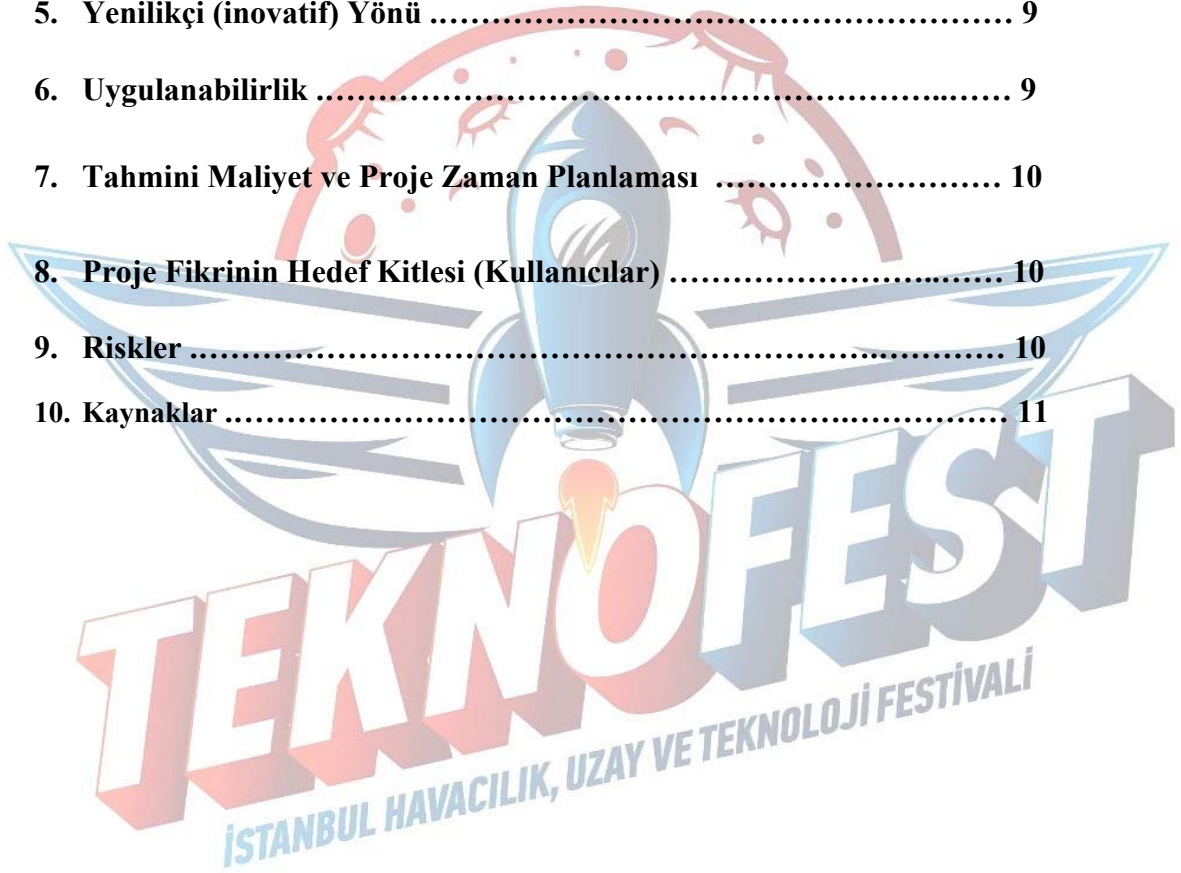 5. Yenilikçi (inovatif) Yönü .………………………………………………… 9
6. Uygulanabilirlik .……………………………………………………...…… 9
7. Tahmini Maliyet ve Proje Zaman Planlaması ……………………… 10
8. Proje Fikrinin Hedef Kitlesi (Kullanıcılar) ……………………..…… 10
9. Riskler .……………………………………………………….………… 10
10. Kaynaklar .………………………………………………….…………… 11
TEKNOFEST
İSTANBUL HAVACILIK, UZAY VE TEKNOLOJİ FESTİVALİ